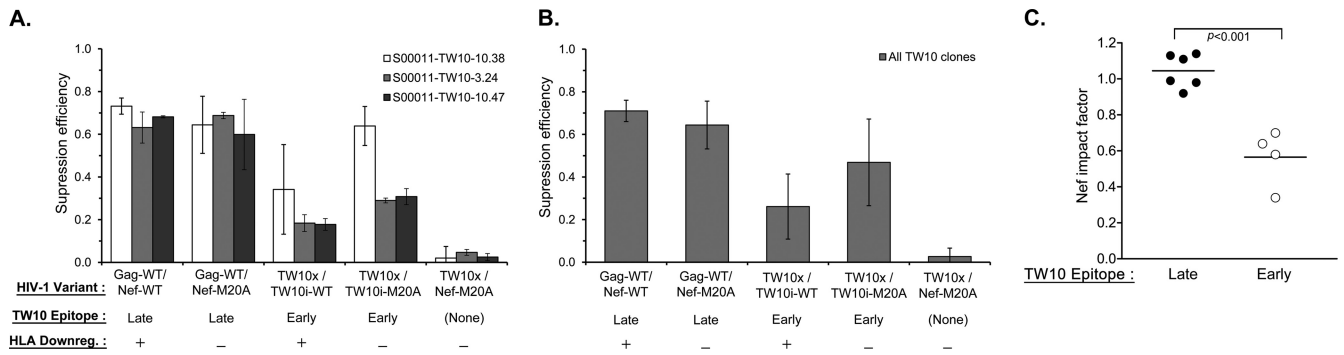 A.
Supression efficiency
1.0
0.8
0.6
0.4
0.2
0.0
S00011-TW10-10.38
S00011-TW10-3.24
S00011-TW10-10.47
Gag-WT/ Gag-WT/ TW10x / TW10x / TW10x /
Nef-WT Nef-M20A TW10i-WT TW10i-M20A Nef-M20A
HIV-1 Variant :
TW10 Epitope : Late Late Early Early (None)
HLA Downreg. : + – + – –
B.
Supression efficiency
1.0
0.8
0.6
0.4
0.2
0.0
All TW10 clones
Gag-WT/ Gag-WT/ TW10x / TW10x / TW10x /
Nef-WT Nef-M20A TW10i-WT TW10i-M20A Nef-M20A
Late Late Early Early (None)
+ – + – –
C.
p<0.001
Nef impact factor
1.2
1.0
0.8
0.6
0.4
0.2
0.0
TW10 Epitope : Late Early